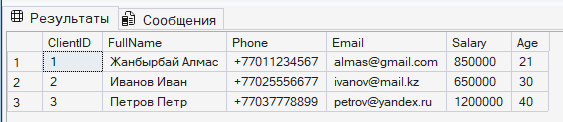 Результаты Сообщения
ClientID FullName Phone Email Salary Age
1 1 Жанбырбай Алмас +77011234567 almas@gmail.com 850000 21
2 2 Иванов Иван +77025556677 ivanov@mail.kz 650000 30
3 3 Петров Петр +77037778899 petrov@yandex.ru 1200000 40